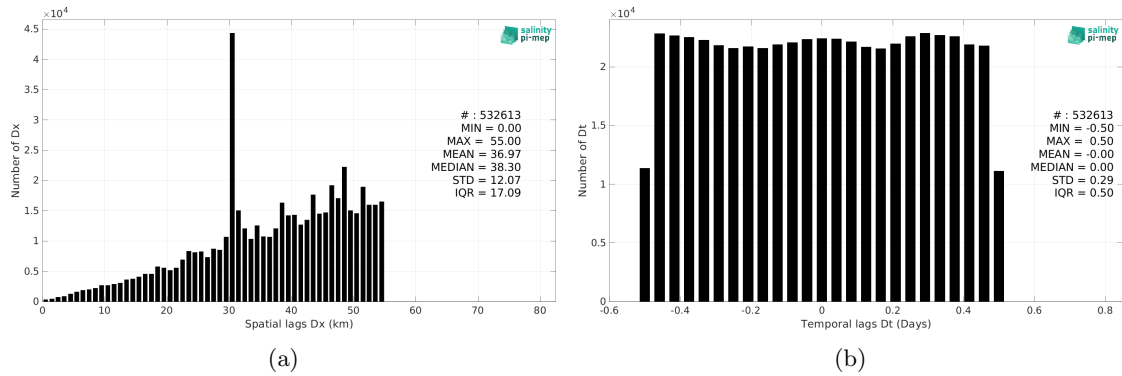 ×10⁴
4.5
4
3.5
3
2.5
2
1.5
1
0.5
0
Number of Dx
0 10 20 30 40 50 60 70 80
Spatial lags Dx (km)
salinity
pi-mep
# : 532613
MIN = 0.00
MAX = 55.00
MEAN = 36.97
MEDIAN = 38.30
STD = 12.07
IQR = 17.09
(a)
×10⁴
2
1.5
1
0.5
0
Number of Dt
-0.6 -0.4 -0.2 0 0.2 0.4 0.6 0.8
Temporal lags Dt (Days)
salinity
pi-mep
# : 532613
MIN = -0.50
MAX = 0.50
MEAN = -0.00
MEDIAN = 0.00
STD = 0.29
IQR = 0.50
(b)